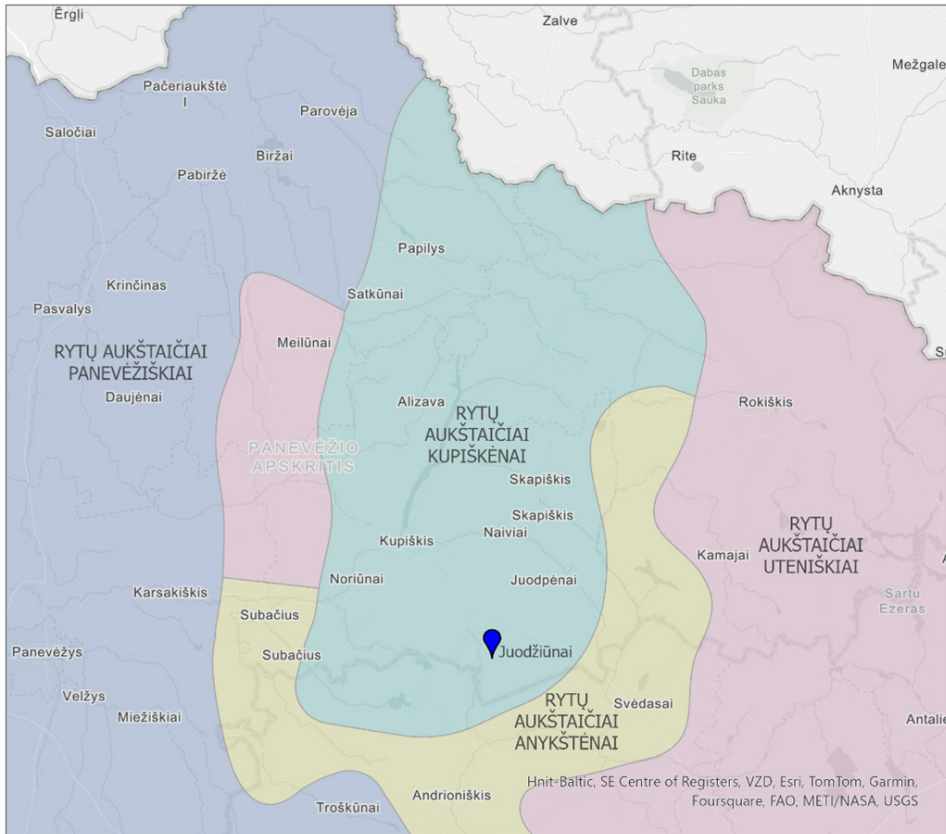 Ērgļi
Zalve
Mežgale
Dabas
parks
Sauka
Pačeriaukštė
I
Parovėja
Saločiai
Biržai
Rite
Pabiržė
Aknysta
Papilys
Krinčinas
Satkūnai
Pasvalys
Meilūnai
RYTŲ AUKŠTAIČIAI
PANEVĖŽIŠKIAI
Daujėnai
Alizava
RYTŲ
AUKŠTAIČIAI
KUPIŠKĖNAI
Rokiškis
PANEVĖŽIO
APSKRITIS
Skapiškis
Skapiškis
Naiviai
Kupiškis
RYTŲ
AUKŠTAIČIAI
UTENIŠKIAI
Kamajai
Noriūnai
Juodpėnai
Karsakiškis
Sartu
Ezeras
Subačius
Panevėžys
Subačius
Juodžiūnai
Velžys
Miežiškiai
RYTŲ
AUKŠTAIČIAI
ANYKŠTĖNAI
Svėdasai
Antalie
Troškūnai
Andrioniškis
Hnit-Baltic, SE Centre of Registers, VZD, Esri, TomTom, Garmin,
Foursquare, FAO, METI/NASA, USGS